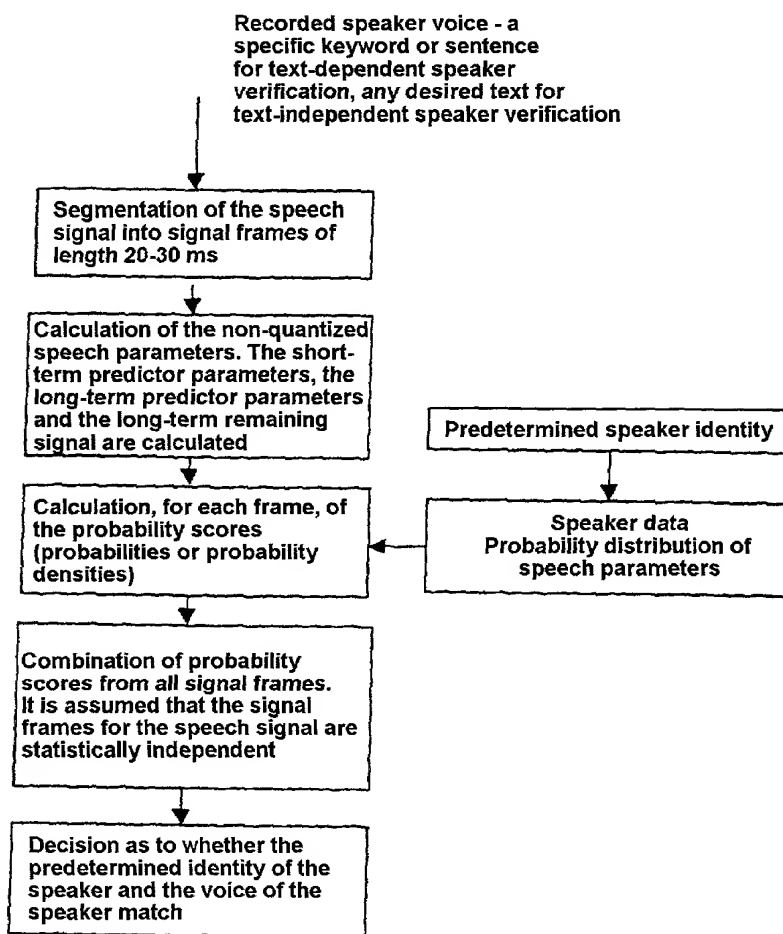 Recorded speaker voice - a
specific keyword or sentence
for text-dependent speaker
verification, any desired text for
text-independent speaker verification
Segmentation of the speech
signal into signal frames of
length 20-30 ms
Calculation of the non-quantized
speech parameters. The short-
term predictor parameters, the
long-term predictor parameters
and the long-term remaining
signal are calculated
Predetermined speaker identity
Calculation, for each frame, of
the probability scores
(probabilities or probability
densities)
Speaker data
Probability distribution of
speech parameters
Combination of probability
scores from all signal frames.
It is assumed that the signal
frames for the speech signal are
statistically independent
Decision as to whether the
predetermined identity of the
speaker and the voice of the
speaker match